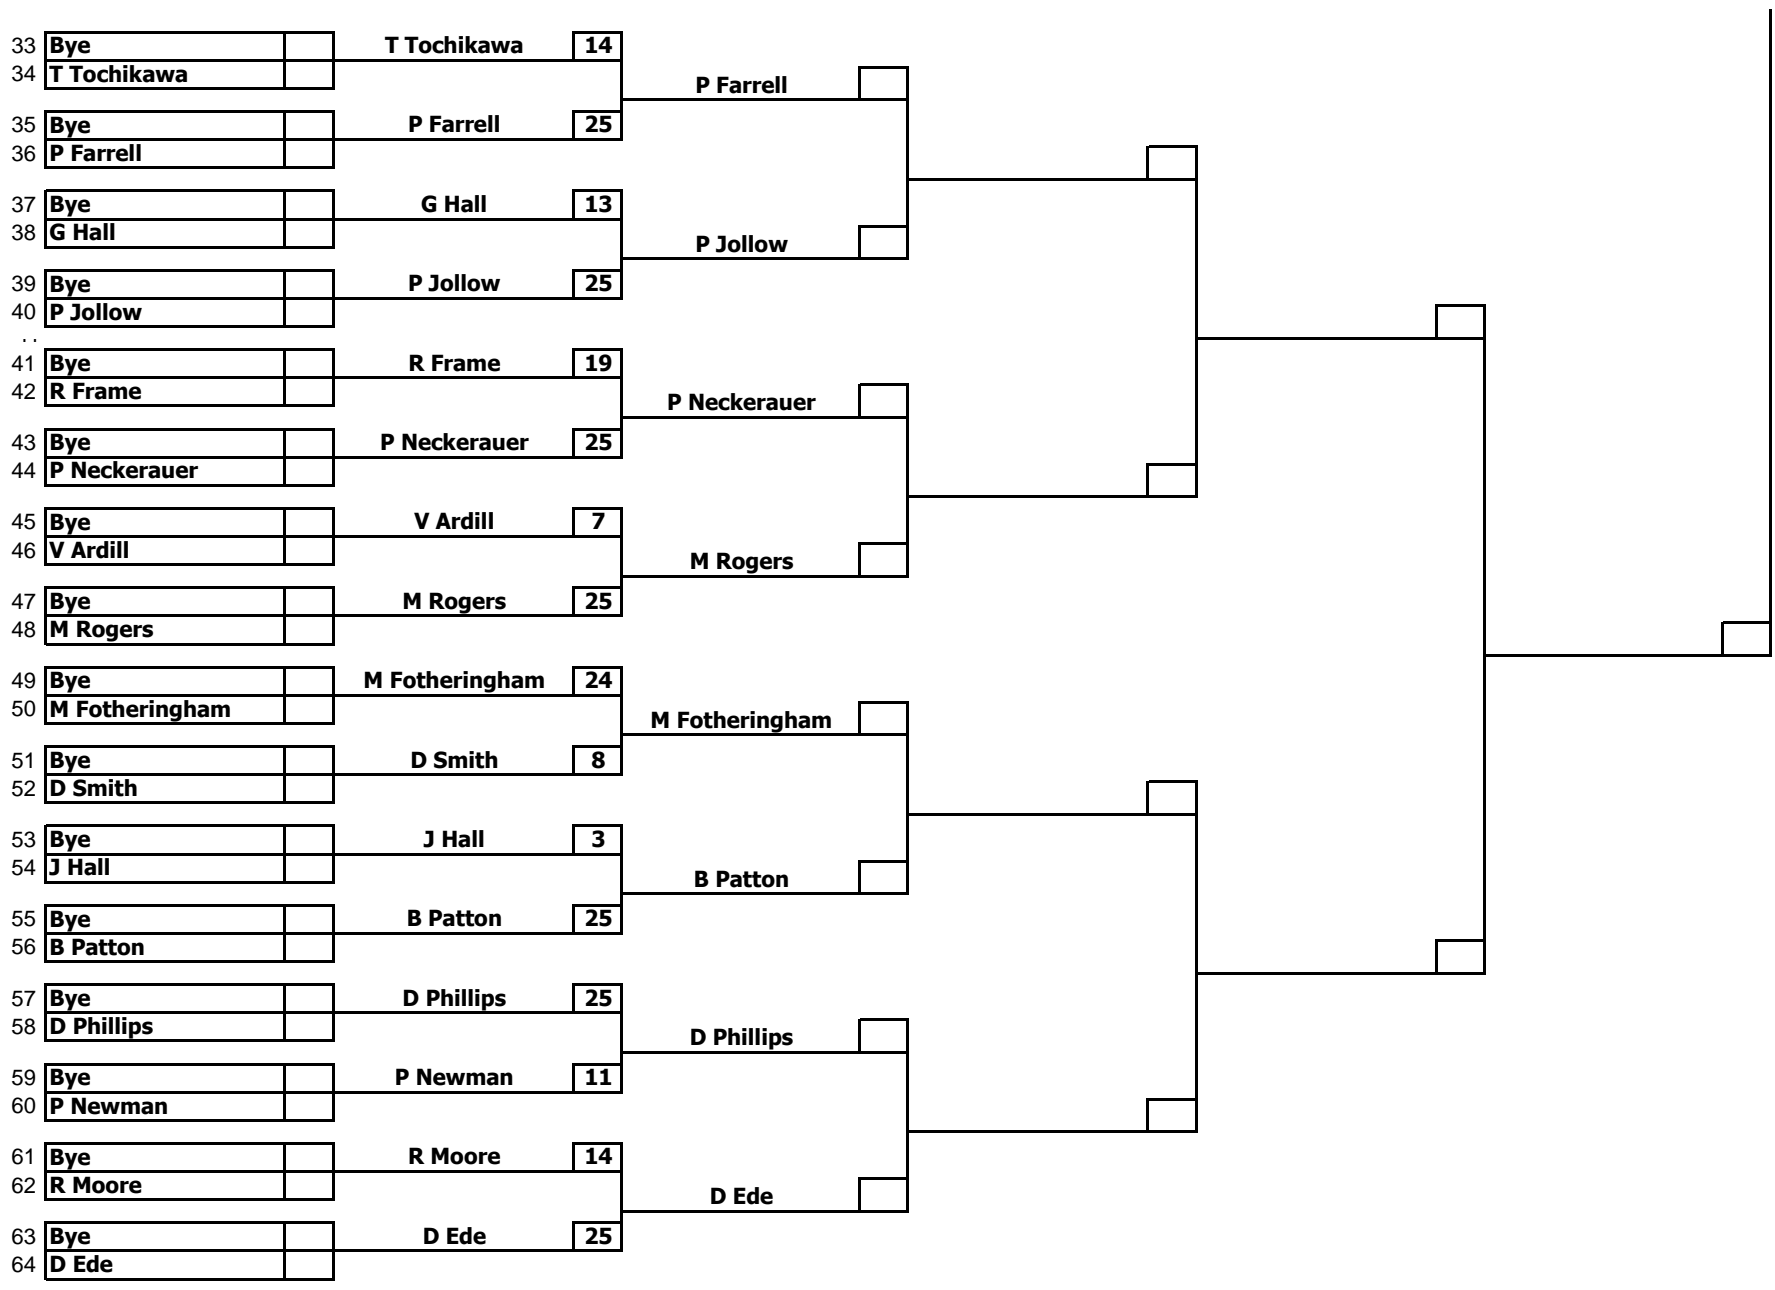 33 Bye T Tochikawa 14
34 T Tochikawa
P Farrell
35 Bye P Farrell 25
36 P Farrell
37 Bye G Hall 13
38 G Hall
P Jollow
39 Bye P Jollow 25
40 P Jollow
41 Bye R Frame 19
42 R Frame
P Neckerauer
43 Bye P Neckerauer 25
44 P Neckerauer
45 Bye V Ardill 7
46 V Ardill
M Rogers
47 Bye M Rogers 25
48 M Rogers
49 Bye M Fotheringham 24
50 M Fotheringham
M Fotheringham
51 Bye D Smith 8
52 D Smith
53 Bye J Hall 3
54 J Hall
B Patton
55 Bye B Patton 25
56 B Patton
57 Bye D Phillips 25
58 D Phillips
D Phillips
59 Bye P Newman 11
60 P Newman
61 Bye R Moore 14
62 R Moore
D Ede
63 Bye D Ede 25
64 D Ede